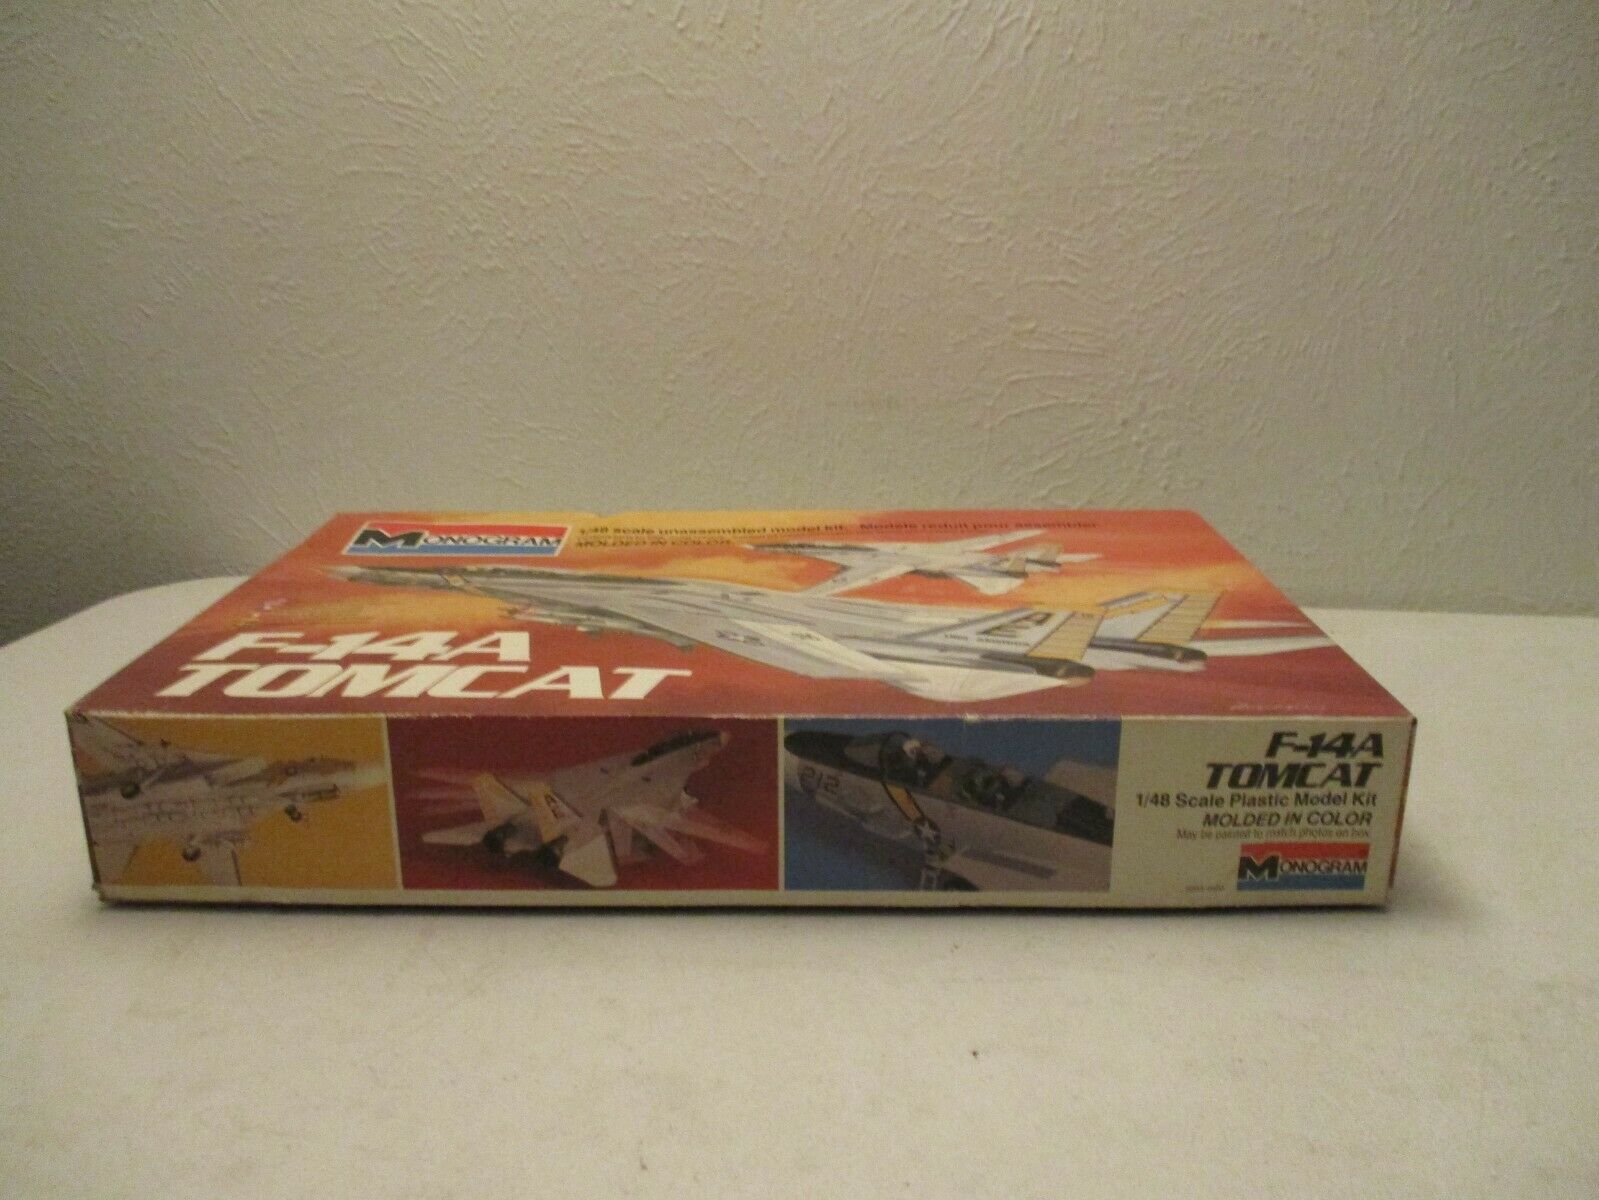 MONOGRAM
1/48 scale unassembled model kit. Modele reduit pour assembler
MOLDED IN COLOR
F-14A
TOMCAT
AE
212
F-14A
TOMCAT
1/48 Scale Plastic Model Kit
MOLDED IN COLOR
May be painted to match photos on box
MONOGRAM